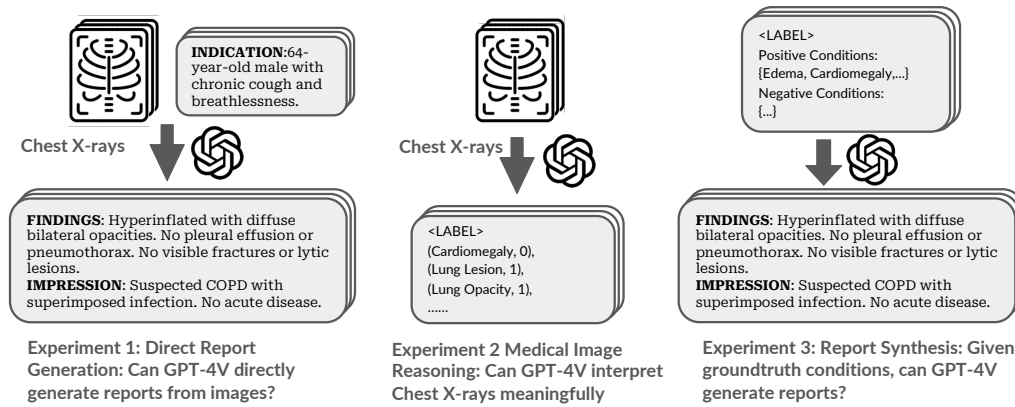 INDICATION:64-
year-old male with
chronic cough and
breathlessness.
Chest X-rays
FINDINGS: Hyperinflated with diffuse
bilateral opacities. No pleural effusion or
pneumothorax. No visible fractures or lytic
lesions.
IMPRESSION: Suspected COPD with
superimposed infection. No acute disease.
Experiment 1: Direct Report
Generation: Can GPT-4V directly
generate reports from images?
Chest X-rays
<LABEL>
(Cardiomegaly, 0),
(Lung Lesion, 1),
(Lung Opacity, 1),
......
Experiment 2 Medical Image
Reasoning: Can GPT-4V interpret
Chest X-rays meaningfully
<LABEL>
Positive Conditions:
{Edema, Cardiomegaly,...}
Negative Conditions:
{...}
FINDINGS: Hyperinflated with diffuse
bilateral opacities. No pleural effusion or
pneumothorax. No visible fractures or lytic
lesions.
IMPRESSION: Suspected COPD with
superimposed infection. No acute disease.
Experiment 3: Report Synthesis: Given
groundtruth conditions, can GPT-4V
generate reports?